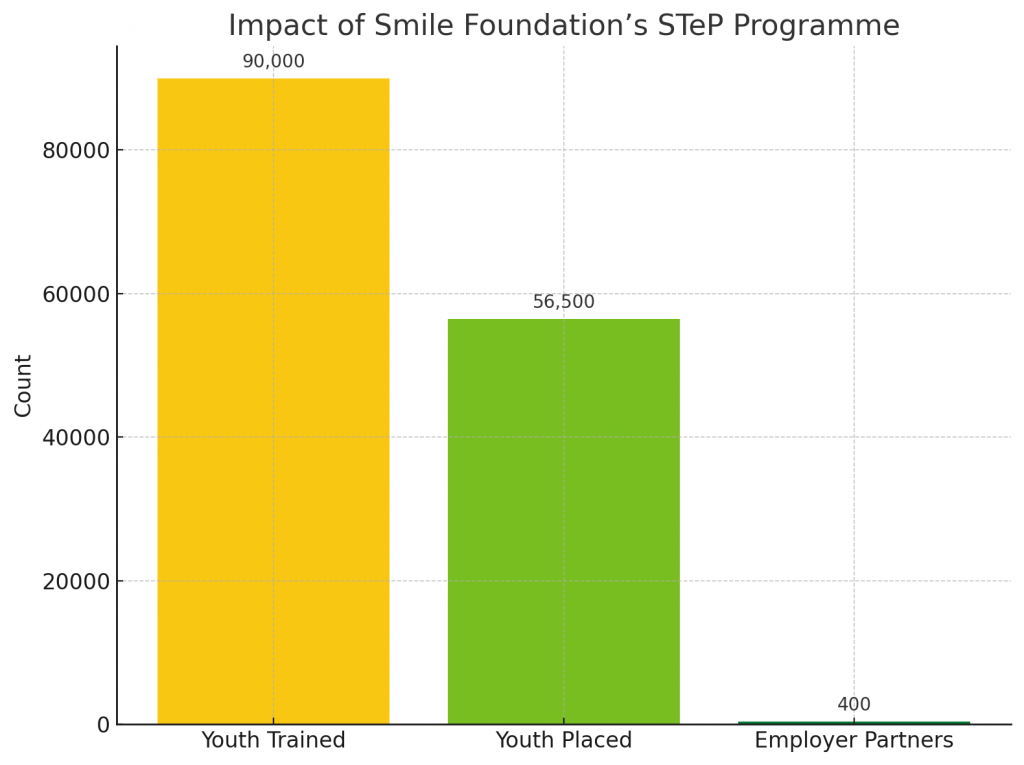 Impact of Smile Foundation’s STeP Programme
90,000
80000
60000
56,500
Count
40000
20000
400
0
Youth Trained
Youth Placed
Employer Partners